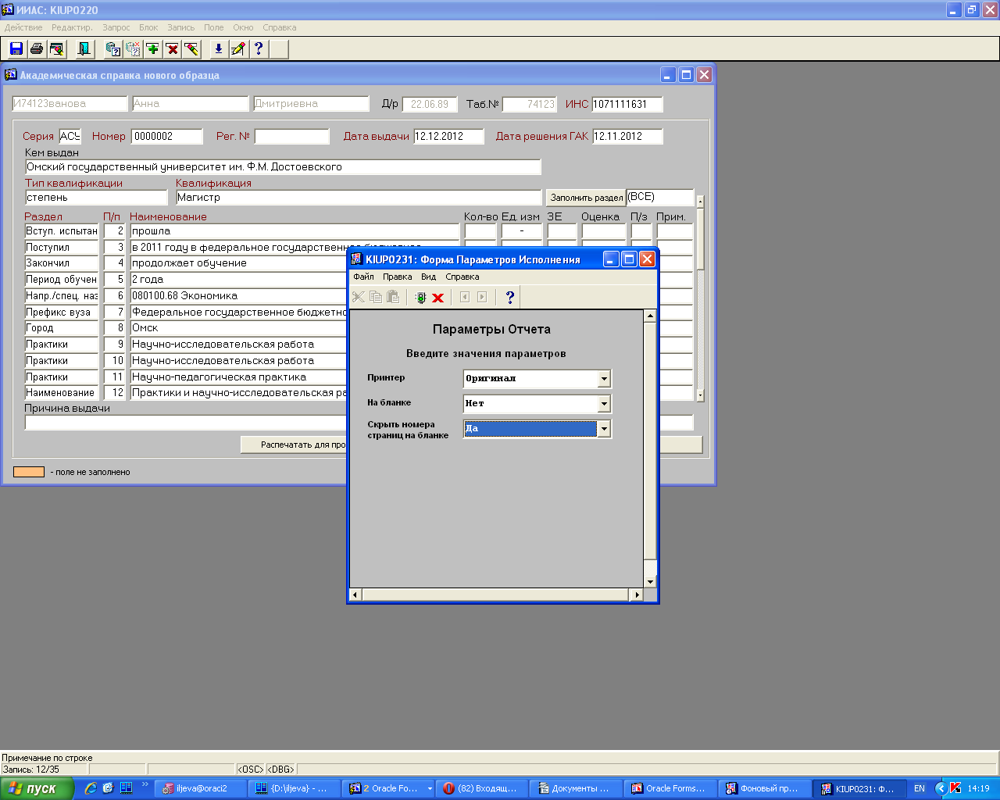 ИИАС: KIUP0220
Действие Редактир. Запрос Блок Запись Поле Окно Справка
Академическая справка нового образца
И74123ванова Анна Дмитриевна Д/р 22.06.89 Таб.№ 74123 ИНС 1071111631
Серия АСУ Номер 0000002 Рег. № Дата выдачи 12.12.2012 Дата решения ГАК 12.11.2012
Кем выдан
Омский государственный университет им. Ф.М. Достоевского
Тип квалификации Квалификация
степень Магистр Заполнить раздел (ВСЕ)
Раздел П/п Наименование Кол-во Ед. изм ЗЕ Оценка П/з Прим.
Вступ. испытан 2 прошла -
Поступил 3 в 2011 году в федеральное государственное бюджетное
Закончил 4 продолжает обучение
Период обучен 5 2 года
Напр./спец. наз 6 080100.68 Экономика
Префикс вуза 7 Федеральное государственное бюджетно
Город 8 Омск
Практики 9 Научно-исследовательская работа
Практики 10 Научно-исследовательская работа
Практики 11 Научно-педагогическая практика
Наименование 12 Практики и научно-исследовательская ра
Причина выдачи
Распечатать для про
- поле не заполнено
KIUP0231: Форма Параметров Исполнения
Файл Правка Вид Справка
Параметры Отчета
Введите значения параметров
Принтер Оригинал
На бланке Нет
Скрыть номера
страниц на бланке Да
Примечание по строке
Запись: 12/35 <OSC> <DBG>
пуск iljeva@oraci2 {D:\iljeva} - ... 2 Oracle Fo... (82) Входящ... Документы ... Oracle Forms... Фоновый пр... KIUP0231: Ф... EN 14:19